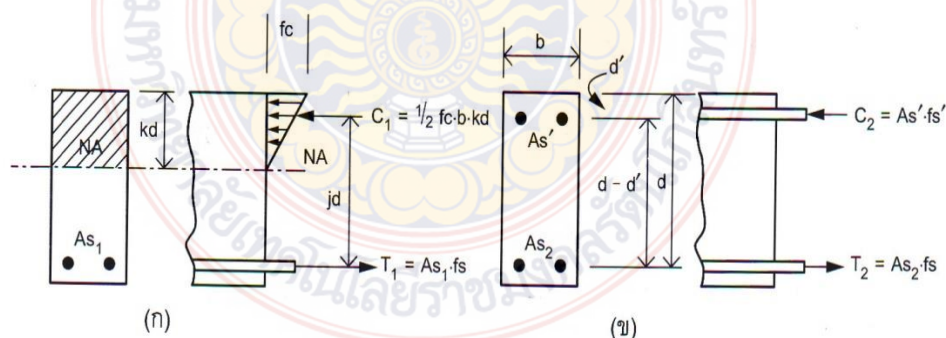 fc
kd
NA
As₁
C₁ = ½ fc·b·kd
NA
jd
T₁ = As₁·fs
(ก)
b
d′
As′
d – d′
d
As₂
C₂ = As′·fs′
T₂ = As₂·fs
(ข)